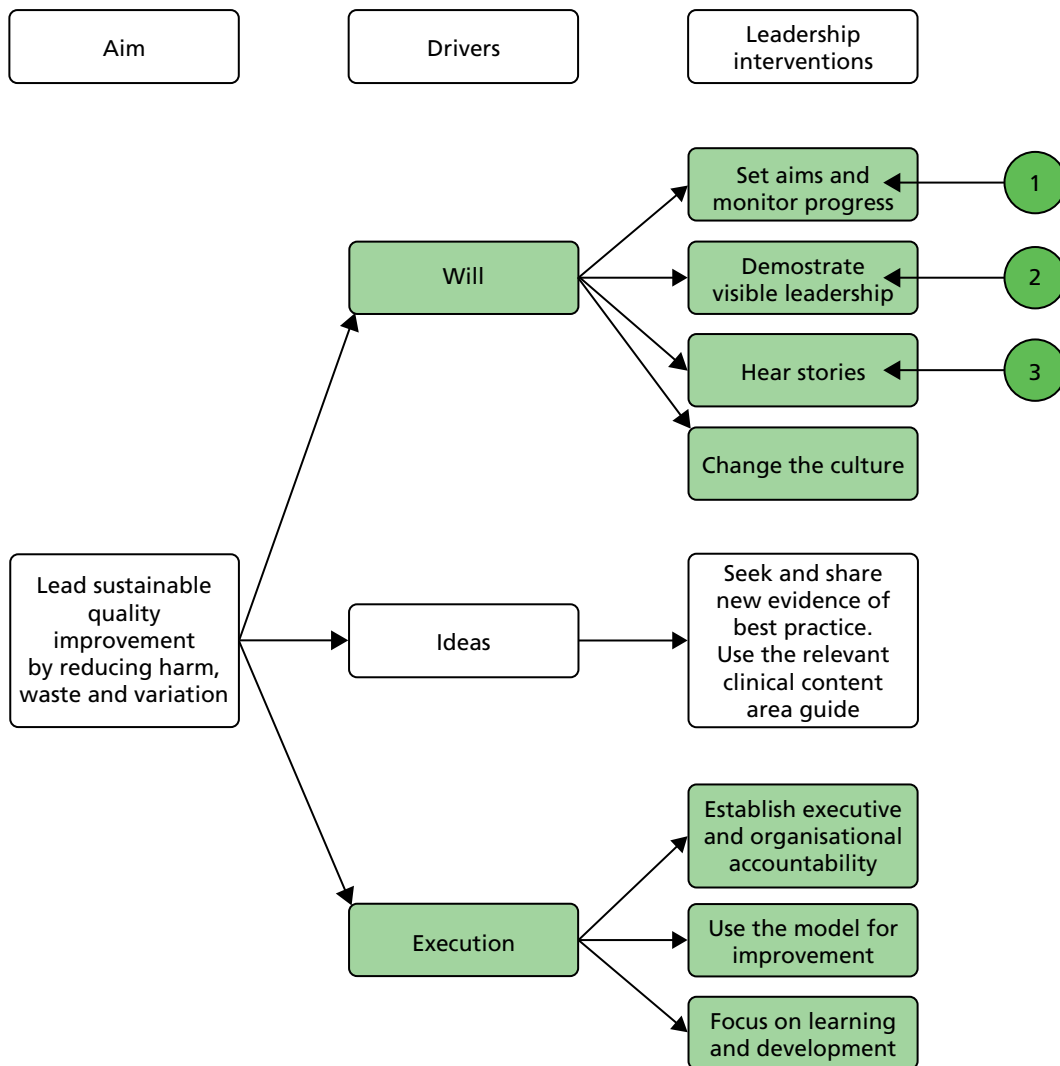 Aim
Drivers
Leadership
interventions
Set aims and
monitor progress
1
Will
Demostrate
visible leadership
2
Hear stories
3
Change the culture
Lead sustainable
quality
improvement
by reducing harm,
waste and variation
Ideas
Seek and share
new evidence of
best practice.
Use the relevant
clinical content
area guide
Establish executive
and organisational
accountability
Execution
Use the model for
improvement
Focus on learning
and development